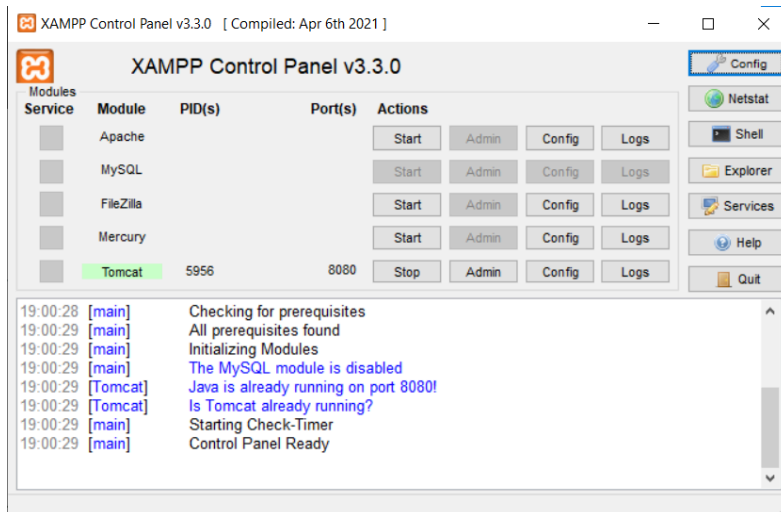 XAMPP Control Panel v3.3.0 [ Compiled: Apr 6th 2021 ]
XAMPP Control Panel v3.3.0
Config
Modules
Service Module PID(s) Port(s) Actions
Netstat
Apache Start Admin Config Logs
Shell
MySQL Start Admin Config Logs
Explorer
FileZilla Start Admin Config Logs
Services
Mercury Start Admin Config Logs
Help
Tomcat 5956 8080 Stop Admin Config Logs
Quit
19:00:28 [main] Checking for prerequisites
19:00:29 [main] All prerequisites found
19:00:29 [main] Initializing Modules
19:00:29 [main] The MySQL module is disabled
19:00:29 [Tomcat] Java is already running on port 8080!
19:00:29 [Tomcat] Is Tomcat already running?
19:00:29 [main] Starting Check-Timer
19:00:29 [main] Control Panel Ready